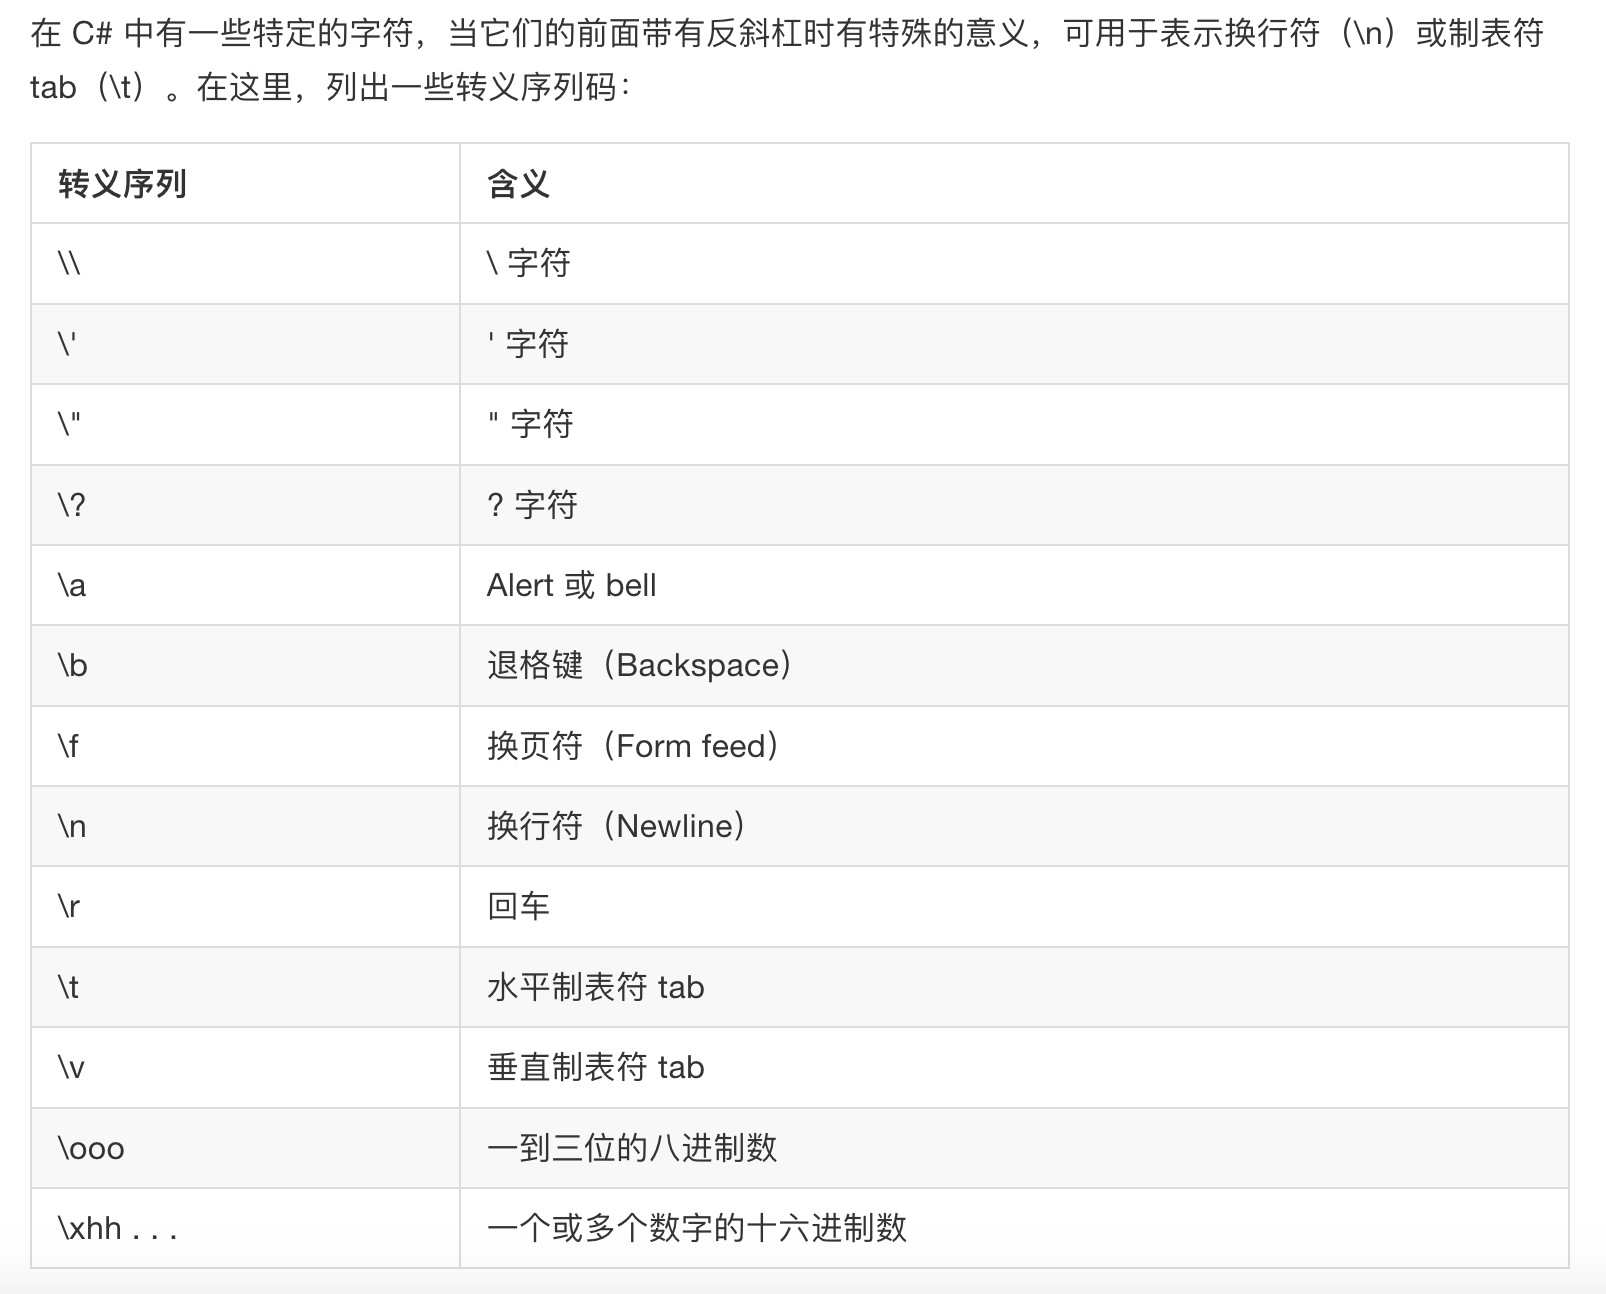 在 C# 中有一些特定的字符，当它们的前面带有反斜杠时有特殊的意义，可用于表示换行符（\n）或制表符
tab（\t）。在这里，列出一些转义序列码：
转义序列 含义
\\ \ 字符
\' ' 字符
\" " 字符
\? ? 字符
\a Alert 或 bell
\b 退格键（Backspace）
\f 换页符（Form feed）
\n 换行符（Newline）
\r 回车
\t 水平制表符 tab
\v 垂直制表符 tab
\ooo 一到三位的八进制数
\xhh . . . 一个或多个数字的十六进制数